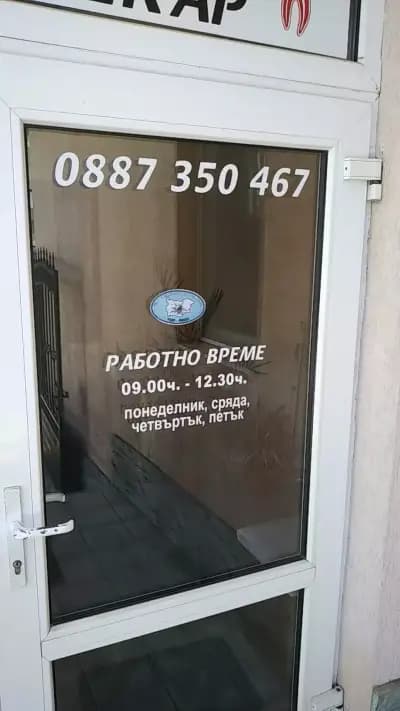 0887 350 467
РАБОТНО ВРЕМЕ
09.00ч. - 12.30ч.
понеделник, сряда,
четвъртък, петък